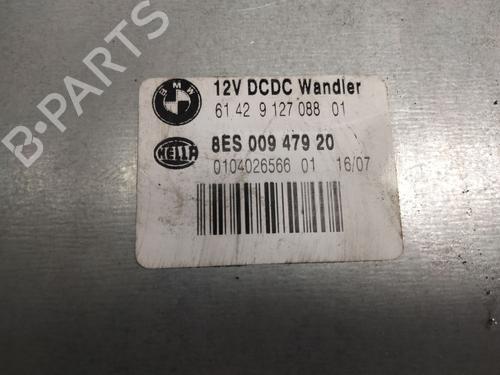 B-PARTS
BMW
12V DCDC Wandler
61 42 9 127 088 01
HELLA
8ES 009 479 20
0104026566 01 16/07